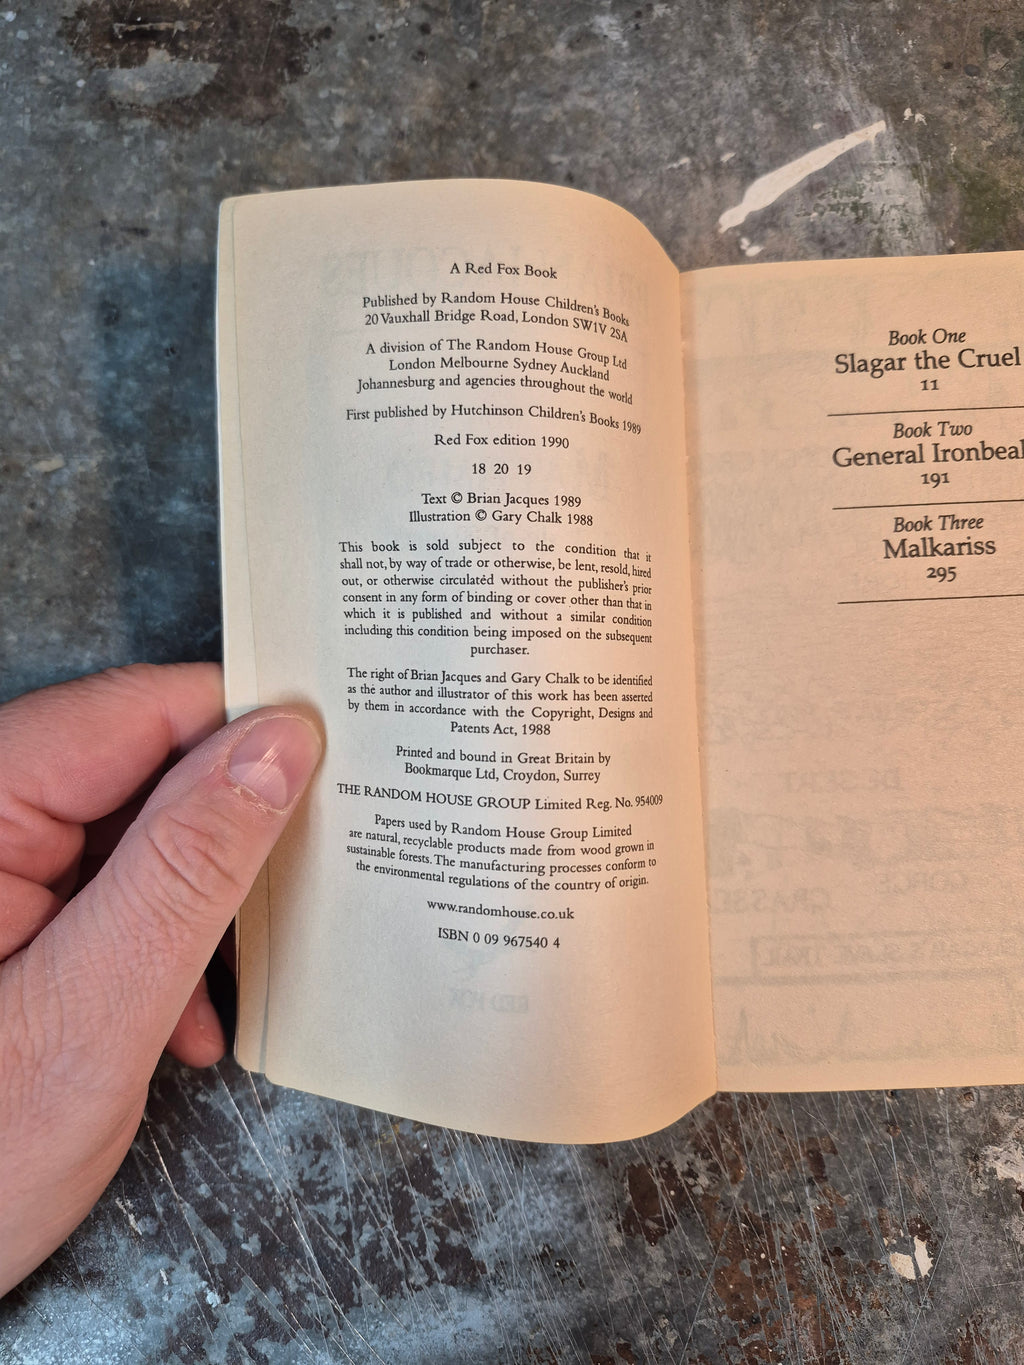 A Red Fox Book
Published by Random House Children's Books
20 Vauxhall Bridge Road, London SW1V 2SA
A division of The Random House Group Ltd
London Melbourne Sydney Auckland
Johannesburg and agencies throughout the world
First published by Hutchinson Children's Books 1989
Red Fox edition 1990
18 20 19
Text © Brian Jacques 1989
Illustration © Gary Chalk 1988
This book is sold subject to the condition that it
shall not, by way of trade or otherwise, be lent, resold, hired
out, or otherwise circulated without the publisher's prior
consent in any form of binding or cover other than that in
which it is published and without a similar condition
including this condition being imposed on the subsequent
purchaser.
The right of Brian Jacques and Gary Chalk to be identified
as the author and illustrator of this work has been asserted
by them in accordance with the Copyright, Designs and
Patents Act, 1988
Printed and bound in Great Britain by
Bookmarque Ltd, Croydon, Surrey
THE RANDOM HOUSE GROUP Limited Reg. No. 954009
Papers used by Random House Group Limited
are natural, recyclable products made from wood grown in
sustainable forests. The manufacturing processes conform to
the environmental regulations of the country of origin.
www.randomhouse.co.uk
ISBN 0 09 967540 4
Book One
Slagar the Cruel
11
Book Two
General Ironbeak
191
Book Three
Malkariss
295